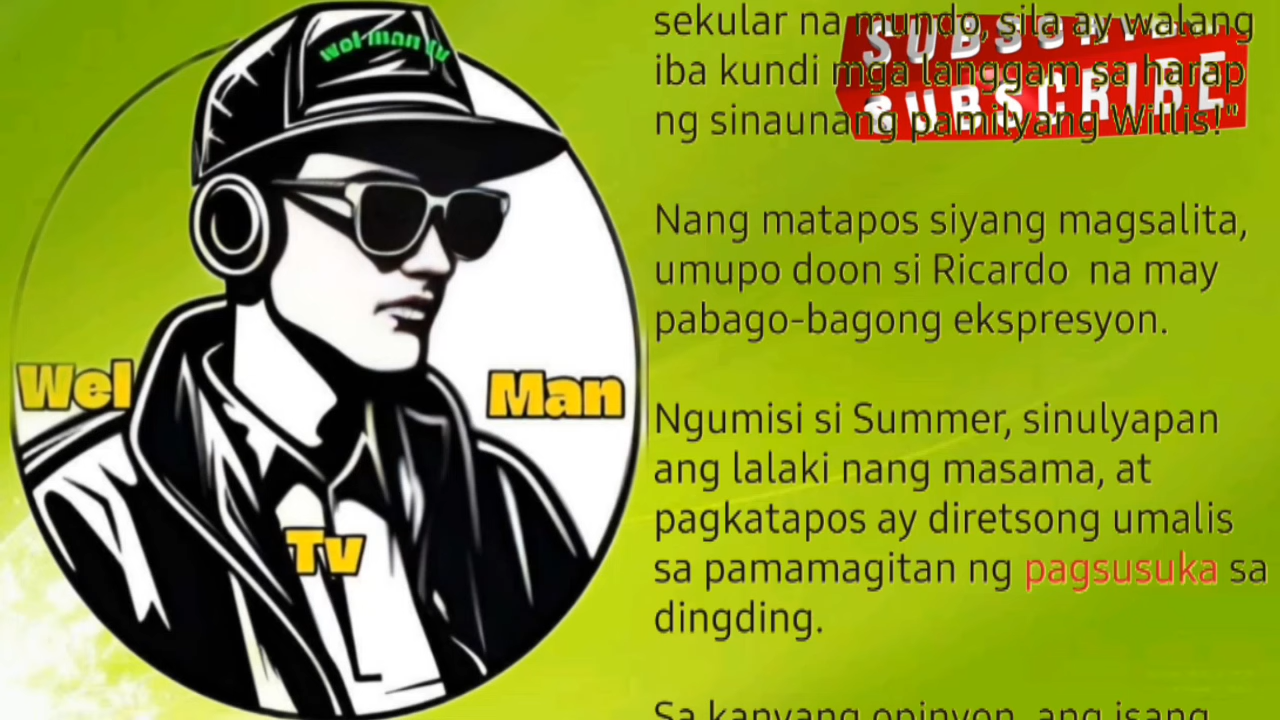 wel man tv
Wel
Man
Tv
SUBSCRIBE
SUBSCRIBE
sekular na mundo, sila ay walang
iba kundi mga langgam sa harap
ng sinaunang pamilyang Willis!"
Nang matapos siyang magsalita,
umupo doon si Ricardo na may
pabago-bagong ekspresyon.
Ngumisi si Summer, sinulyapan
ang lalaki nang masama, at
pagkatapos ay diretsong umalis
sa pamamagitan ng pagsusuka sa
dingding.
Sa kanyang opinyon, ang isang